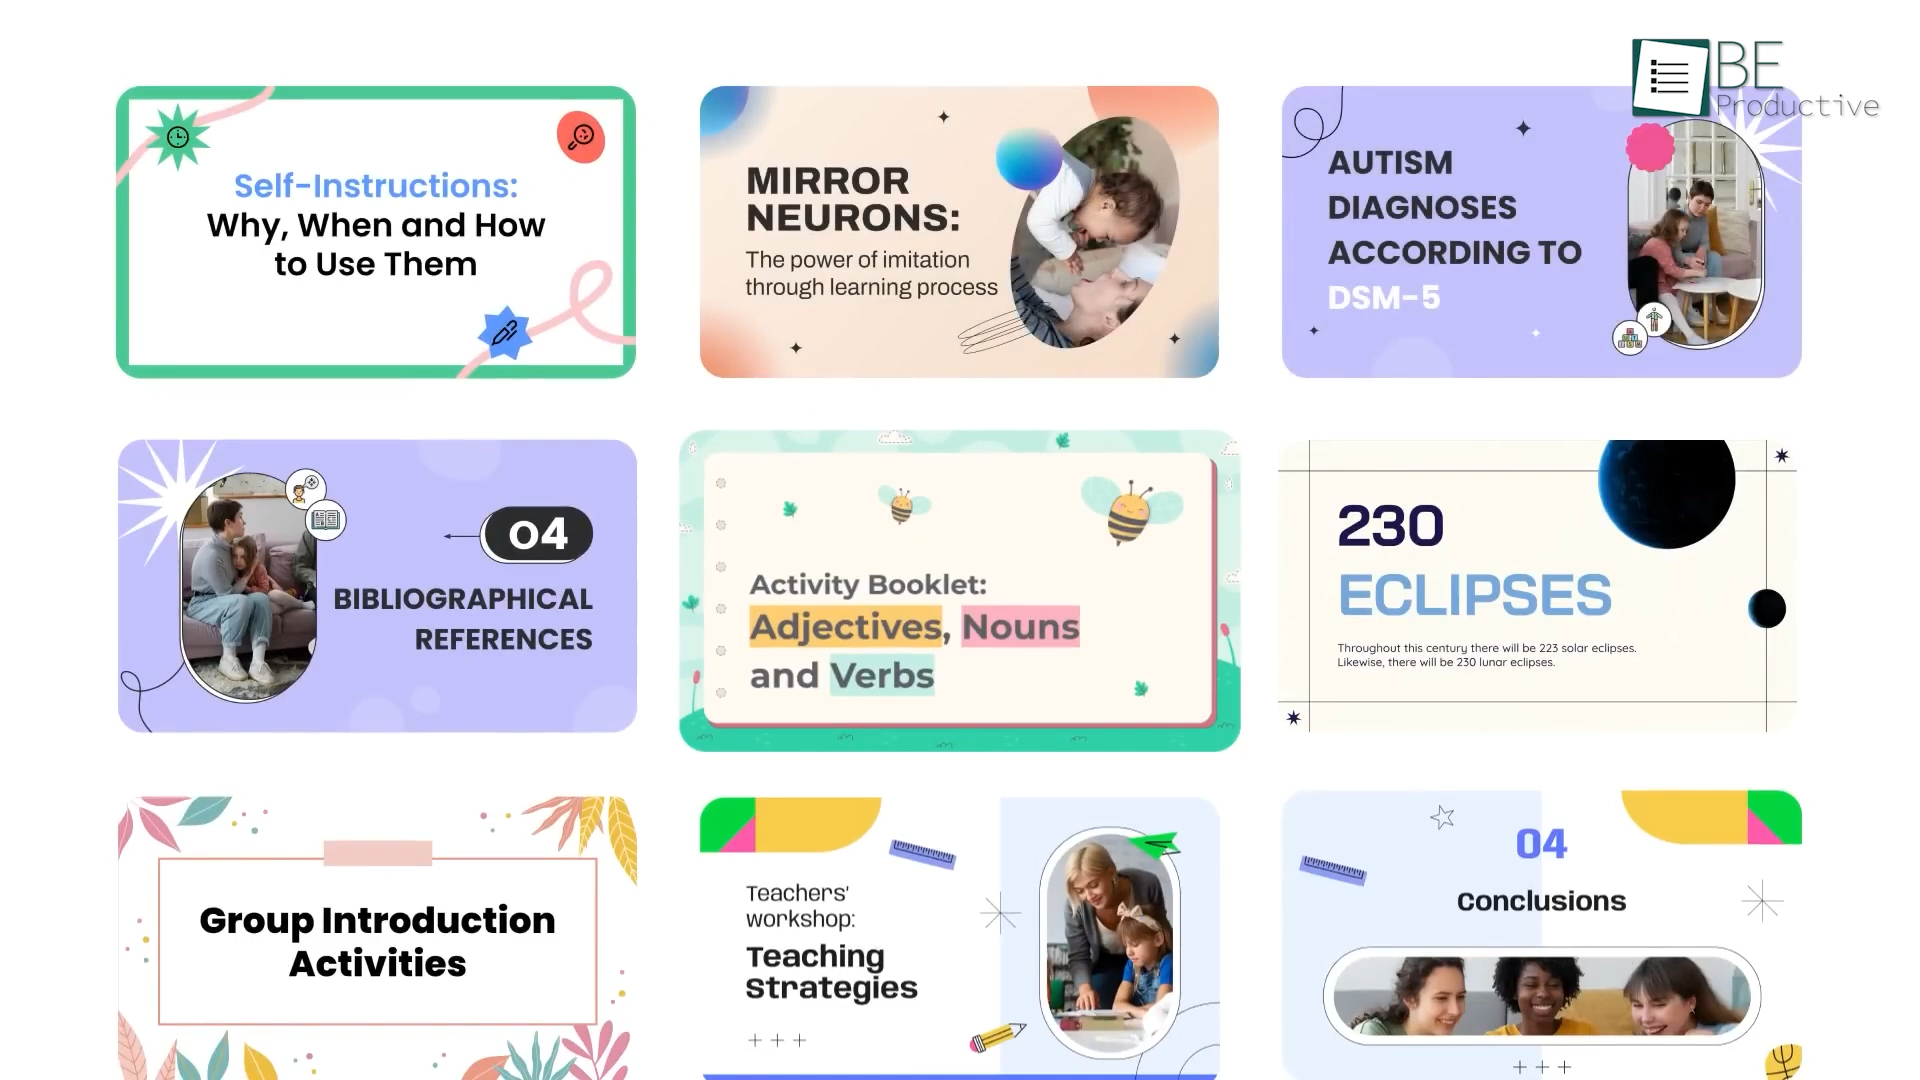 BE
Productive
Self-Instructions:
Why, When and How
to Use Them
MIRROR
NEURONS:
The power of imitation
through learning process
AUTISM
DIAGNOSES
ACCORDING TO
DSM-5
04
BIBLIOGRAPHICAL
REFERENCES
Activity Booklet:
Adjectives, Nouns
and Verbs
230
ECLIPSES
Throughout this century there will be 223 solar eclipses.
Likewise, there will be 230 lunar eclipses.
Group Introduction
Activities
Teachers'
workshop:
Teaching
Strategies
04
Conclusions